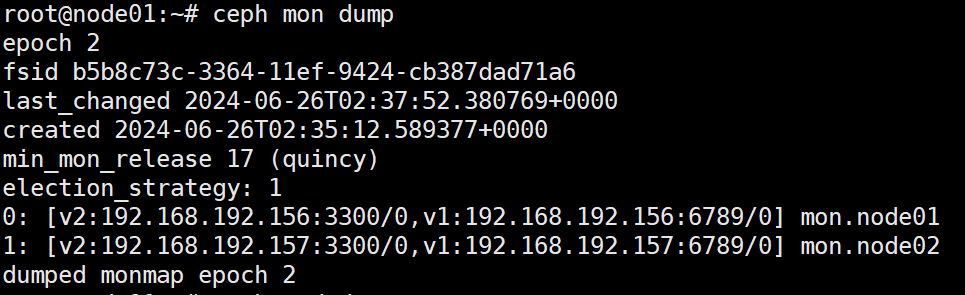 root@node01:~# ceph mon dump
epoch 2
fsid b5b8c73c-3364-11ef-9424-cb387dad71a6
last_changed 2024-06-26T02:37:52.380769+0000
created 2024-06-26T02:35:12.589377+0000
min_mon_release 17 (quincy)
election_strategy: 1
0: [v2:192.168.192.156:3300/0,v1:192.168.192.156:6789/0] mon.node01
1: [v2:192.168.192.157:3300/0,v1:192.168.192.157:6789/0] mon.node02
dumped monmap epoch 2